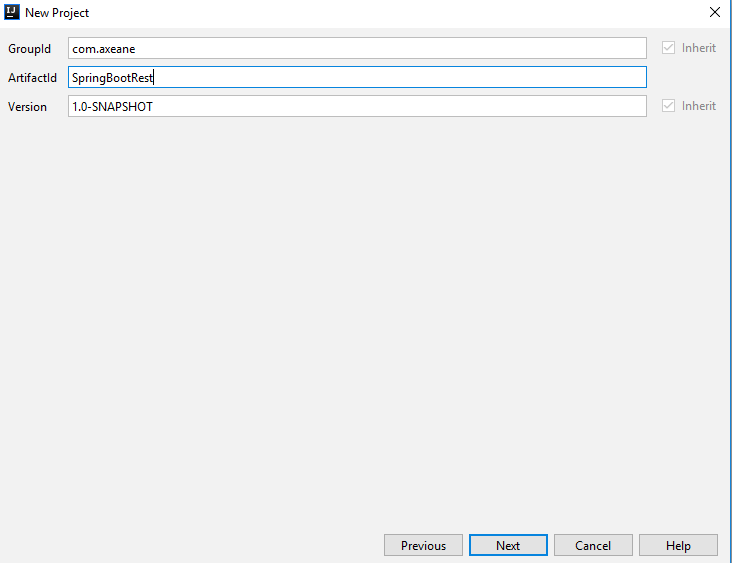 IJ New Project
GroupId com.axeane Inherit
ArtifactId SpringBootRest
Version 1.0-SNAPSHOT Inherit
Previous Next Cancel Help